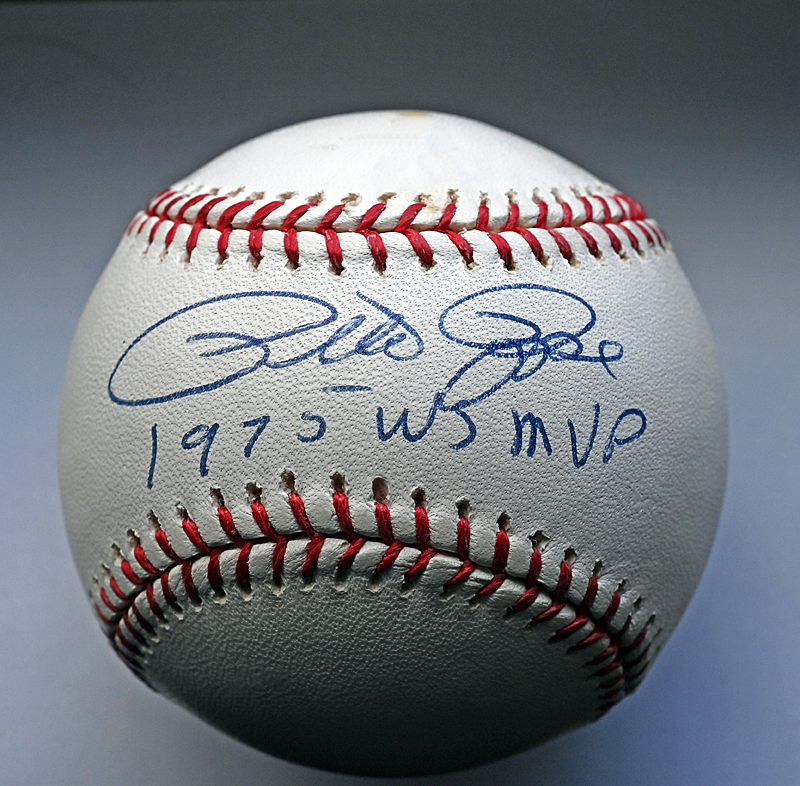 Pete Rose
1975 WS MVP